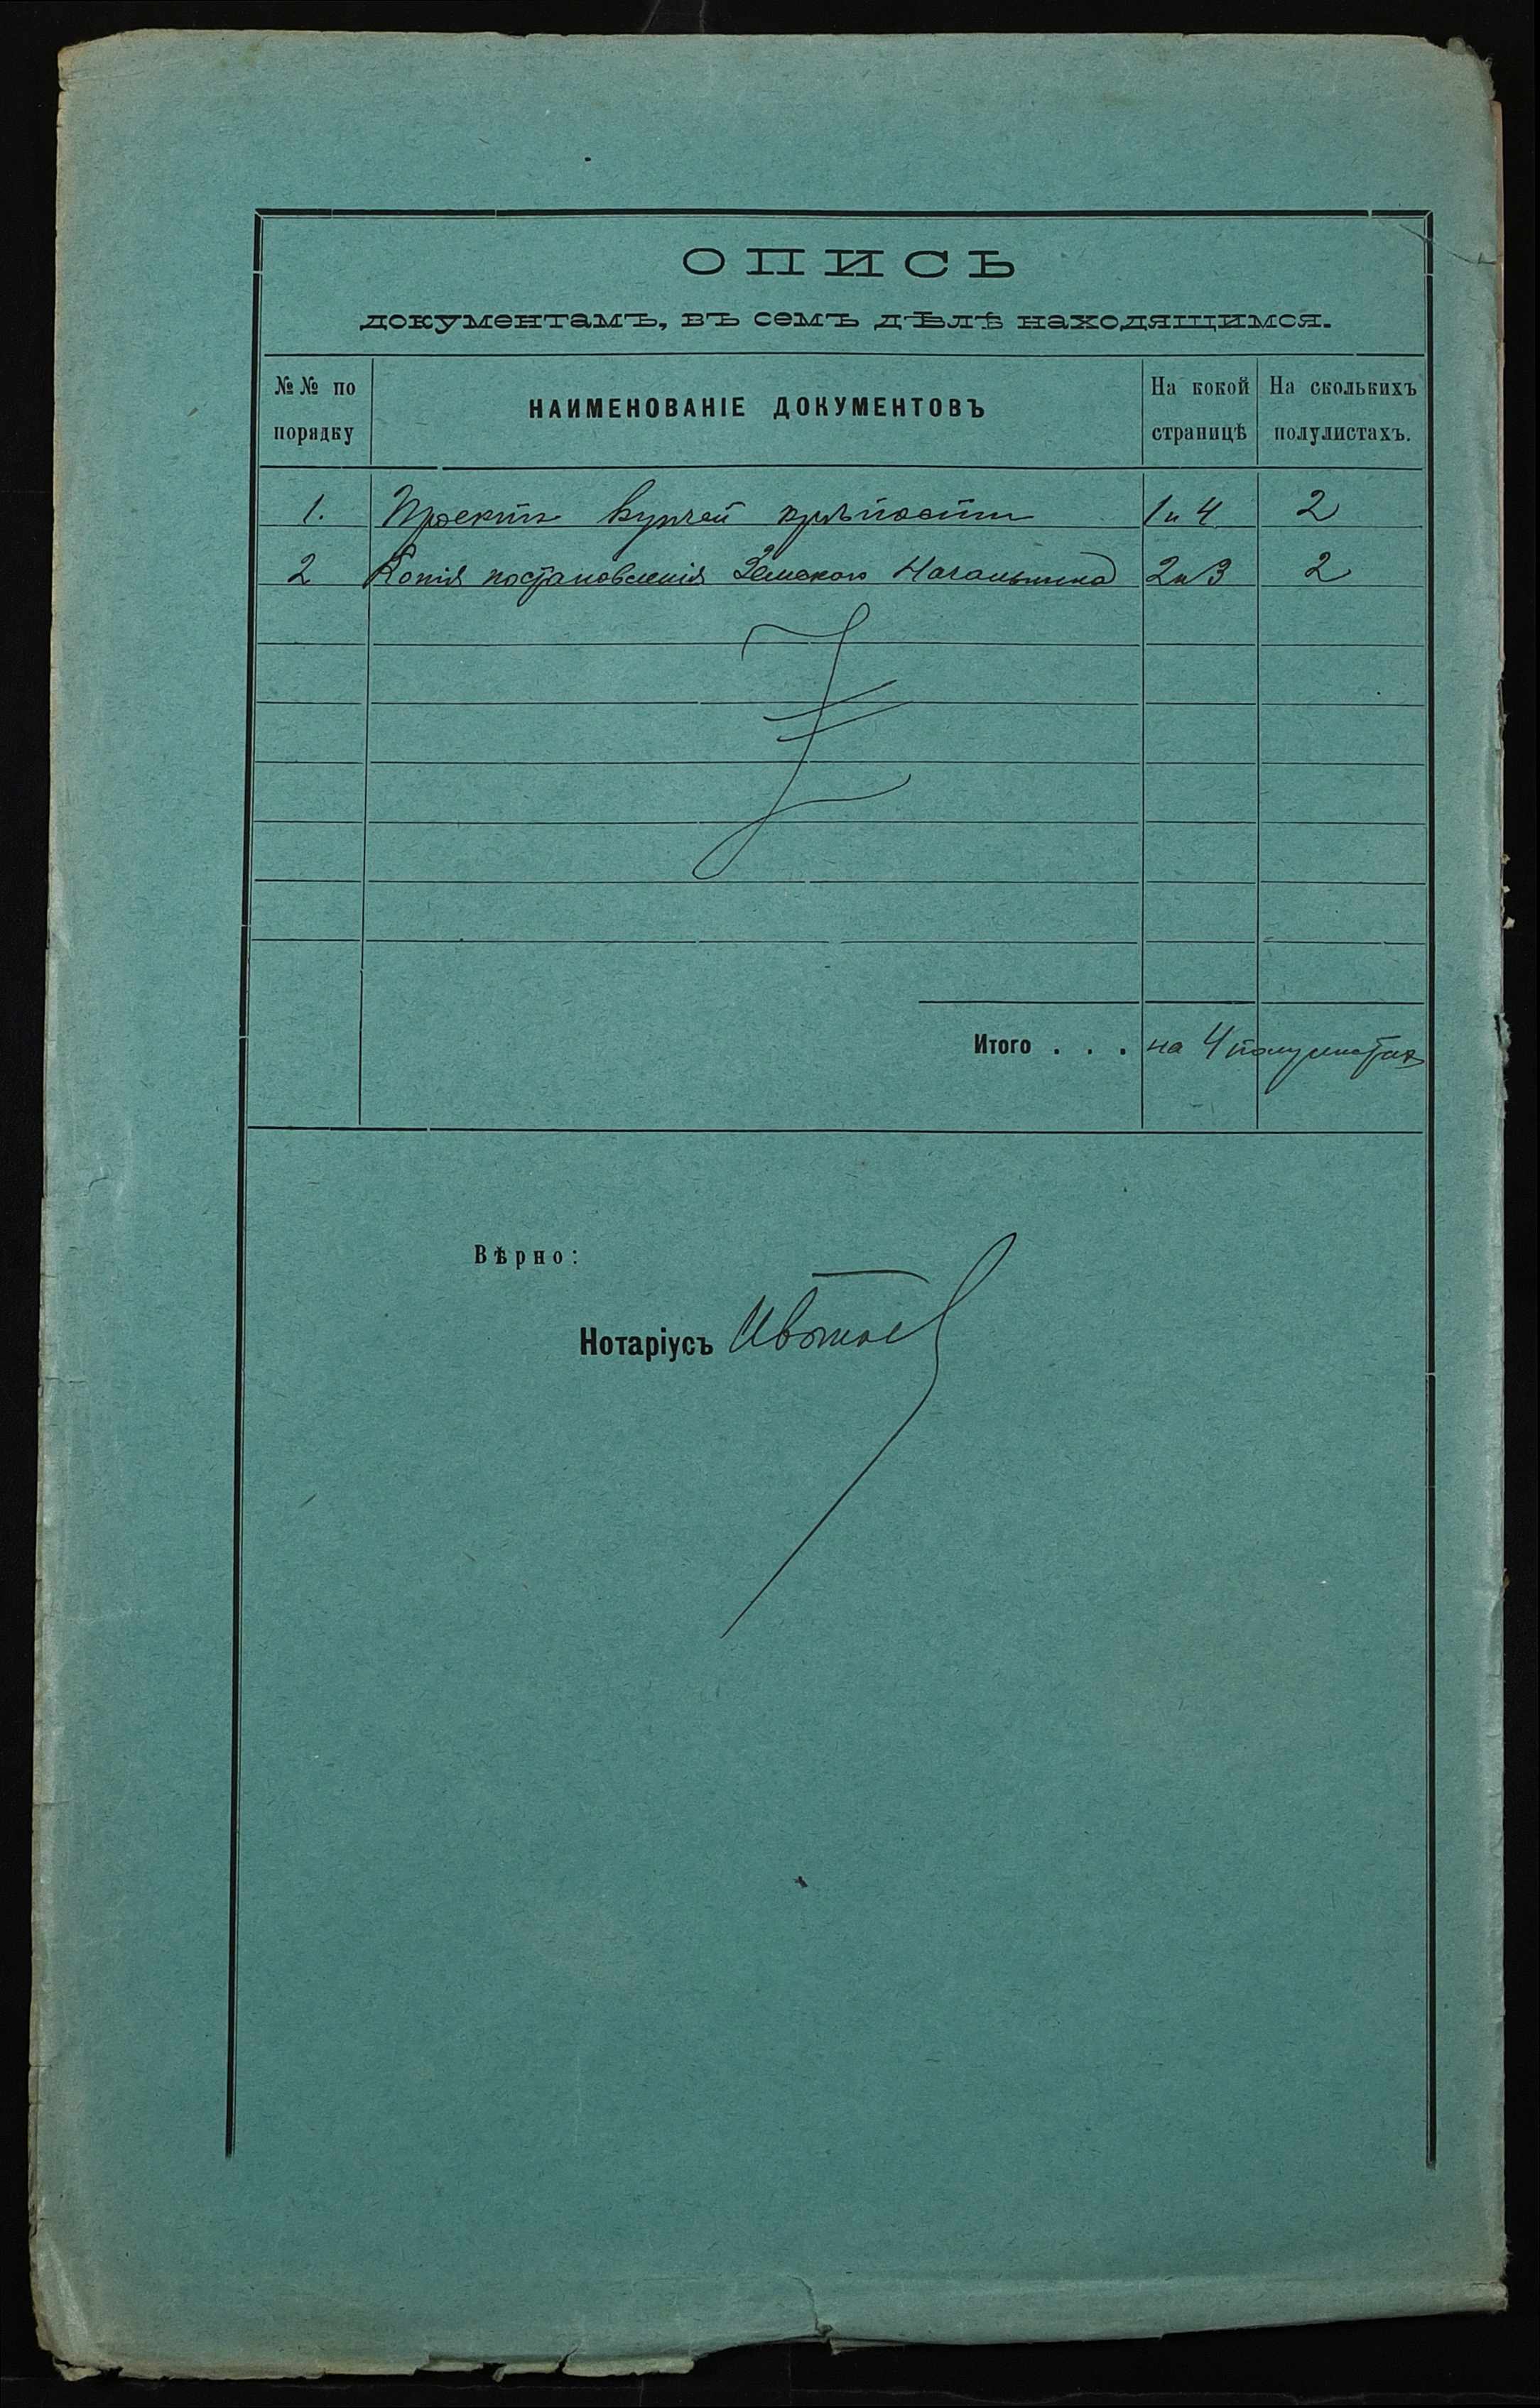 ОПИСЬ
документамъ, въ семъ дѣлѣ находящимся.
№№ по порядку
НАИМЕНОВАНІЕ ДОКУМЕНТОВЪ
На кокой страницѣ
На сколькихъ полулистахъ.
1. Проектъ купчей крѣпости 1 и 4 2
2 Копія постановленія Земскаго Начальника 2 и 3 2
Итого . . . на 4 полулистах
Вѣрно:
Нотаріусъ